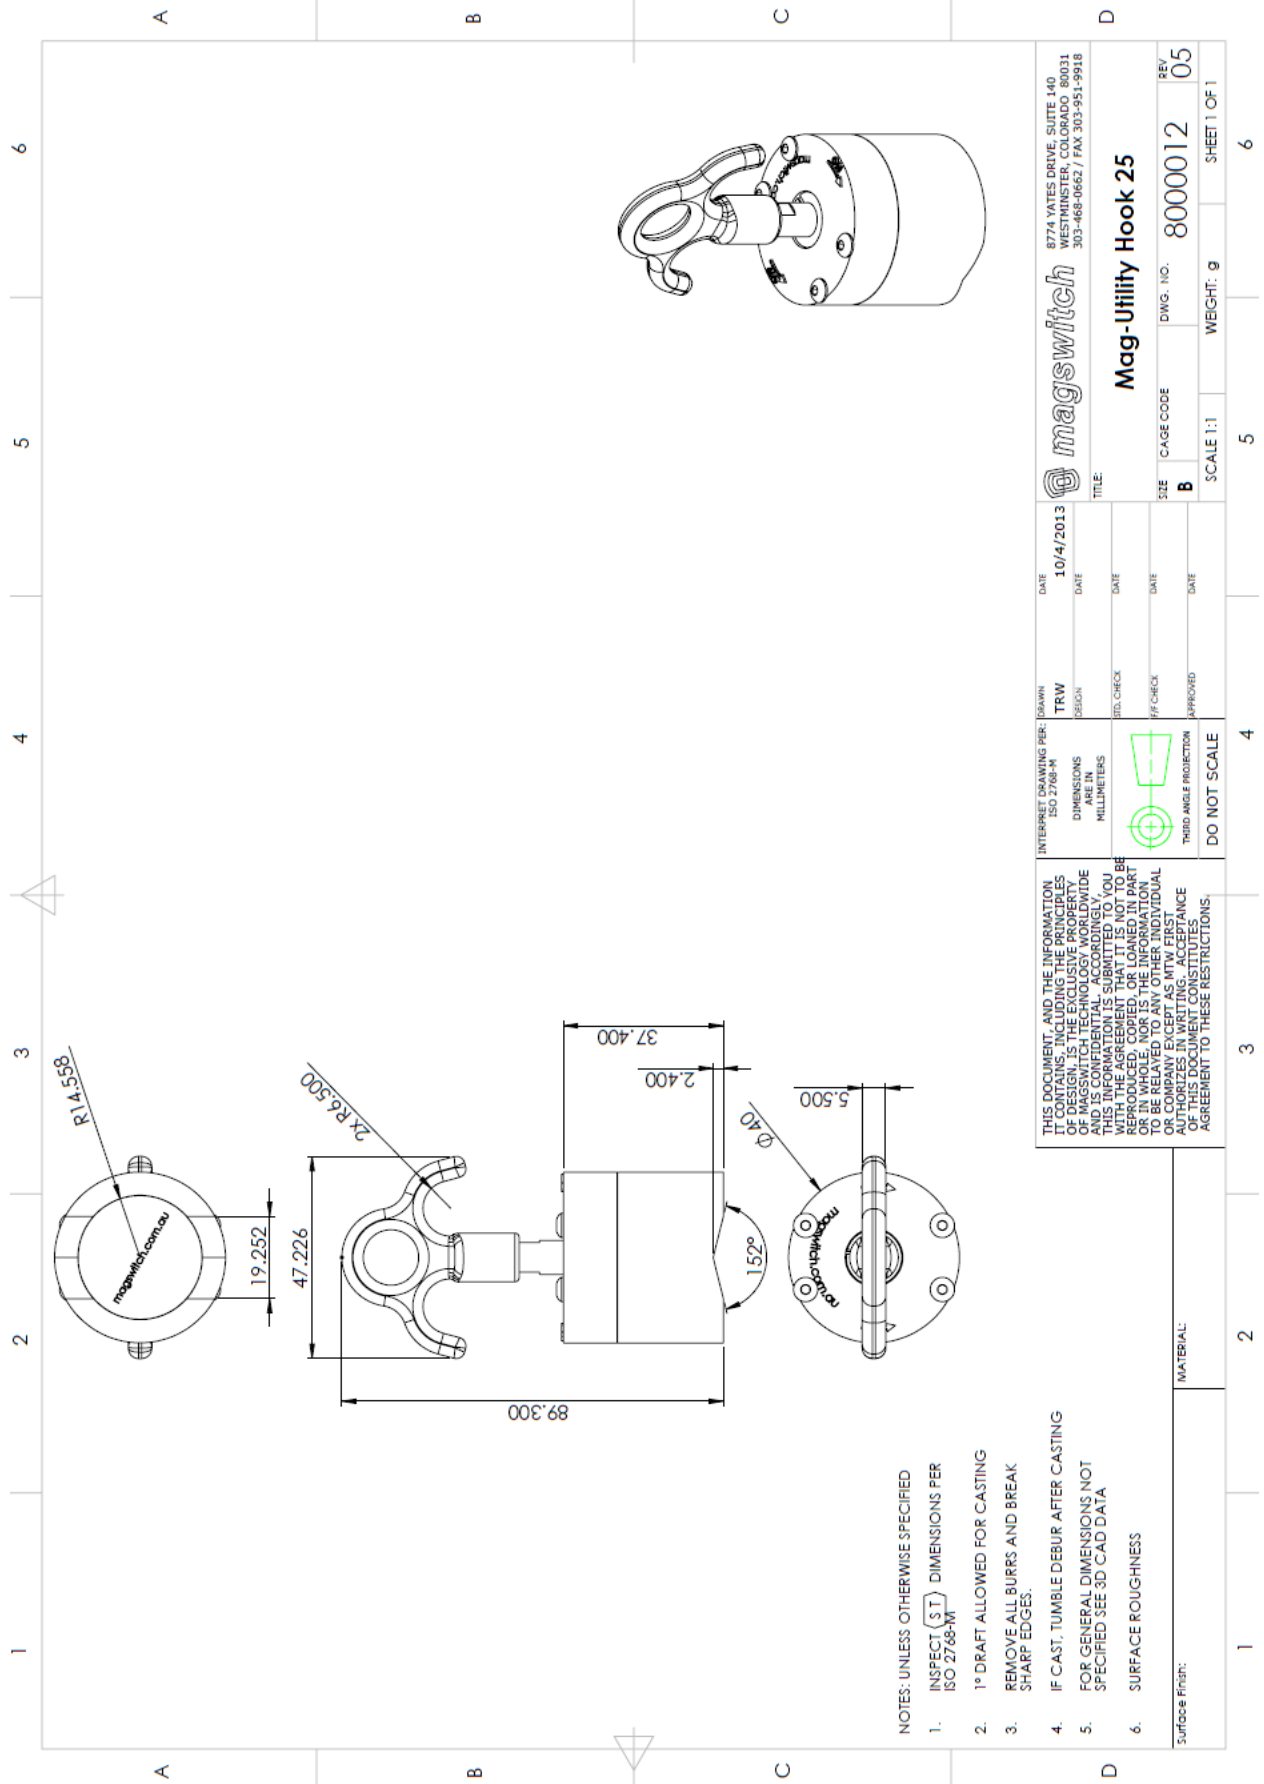 1
2
3
4
5
6
A
B
C
D
R14.558
magswitch.com.au
19.252
47.226
2X R6.500
89.300
37.400
2.400
152°
Ø40
5.500
magswitch.com.au
NOTES: UNLESS OTHERWISE SPECIFIED
1. INSPECT ST DIMENSIONS PER
ISO 2768-M
2. 1° DRAFT ALLOWED FOR CASTING
3. REMOVE ALL BURRS AND BREAK
SHARP EDGES.
4. IF CAST, TUMBLE DEBUR AFTER CASTING
5. FOR GENERAL DIMENSIONS NOT
SPECIFIED SEE 3D CAD DATA
6. SURFACE ROUGHNESS
Surface Finish:
MATERIAL:
THIS DOCUMENT, AND THE INFORMATION
IT CONTAINS, INCLUDING THE PRINCIPLES
OF DESIGN, IS THE EXCLUSIVE PROPERTY
OF MAGSWITCH TECHNOLOGY WORLDWIDE
AND IS CONFIDENTIAL. ACCORDINGLY,
THIS INFORMATION IS SUBMITTED TO YOU
WITH THE AGREEMENT THAT IT IS NOT TO BE
REPRODUCED, COPIED, OR LOANED IN PART
OR IN WHOLE, NOR IS THE INFORMATION
TO BE RELAYED TO ANY OTHER INDIVIDUAL
OR COMPANY EXCEPT AS MTW FIRST
AUTHORIZES IN WRITING. ACCEPTANCE
OF THIS DOCUMENT CONSTITUTES
AGREEMENT TO THESE RESTRICTIONS.
INTERPRET DRAWING PER:
ISO 2768-M
DIMENSIONS
ARE IN
MILLIMETERS
THIRD ANGLE PROJECTION
DO NOT SCALE
DRAWN DATE
TRW 10/4/2013
DESIGN DATE
STD. CHECK DATE
F/F CHECK DATE
APPROVED DATE
magswitch
8774 YATES DRIVE, SUITE 140
WESTMINSTER, COLORADO 80031
303-468-0662 / FAX 303-951-9918
TITLE:
Mag-Utility Hook 25
SIZE CAGE CODE DWG. NO. REV
B 8000012 05
SCALE 1:1 WEIGHT: g SHEET 1 OF 1
A
B
C
D
1
2
3
4
5
6